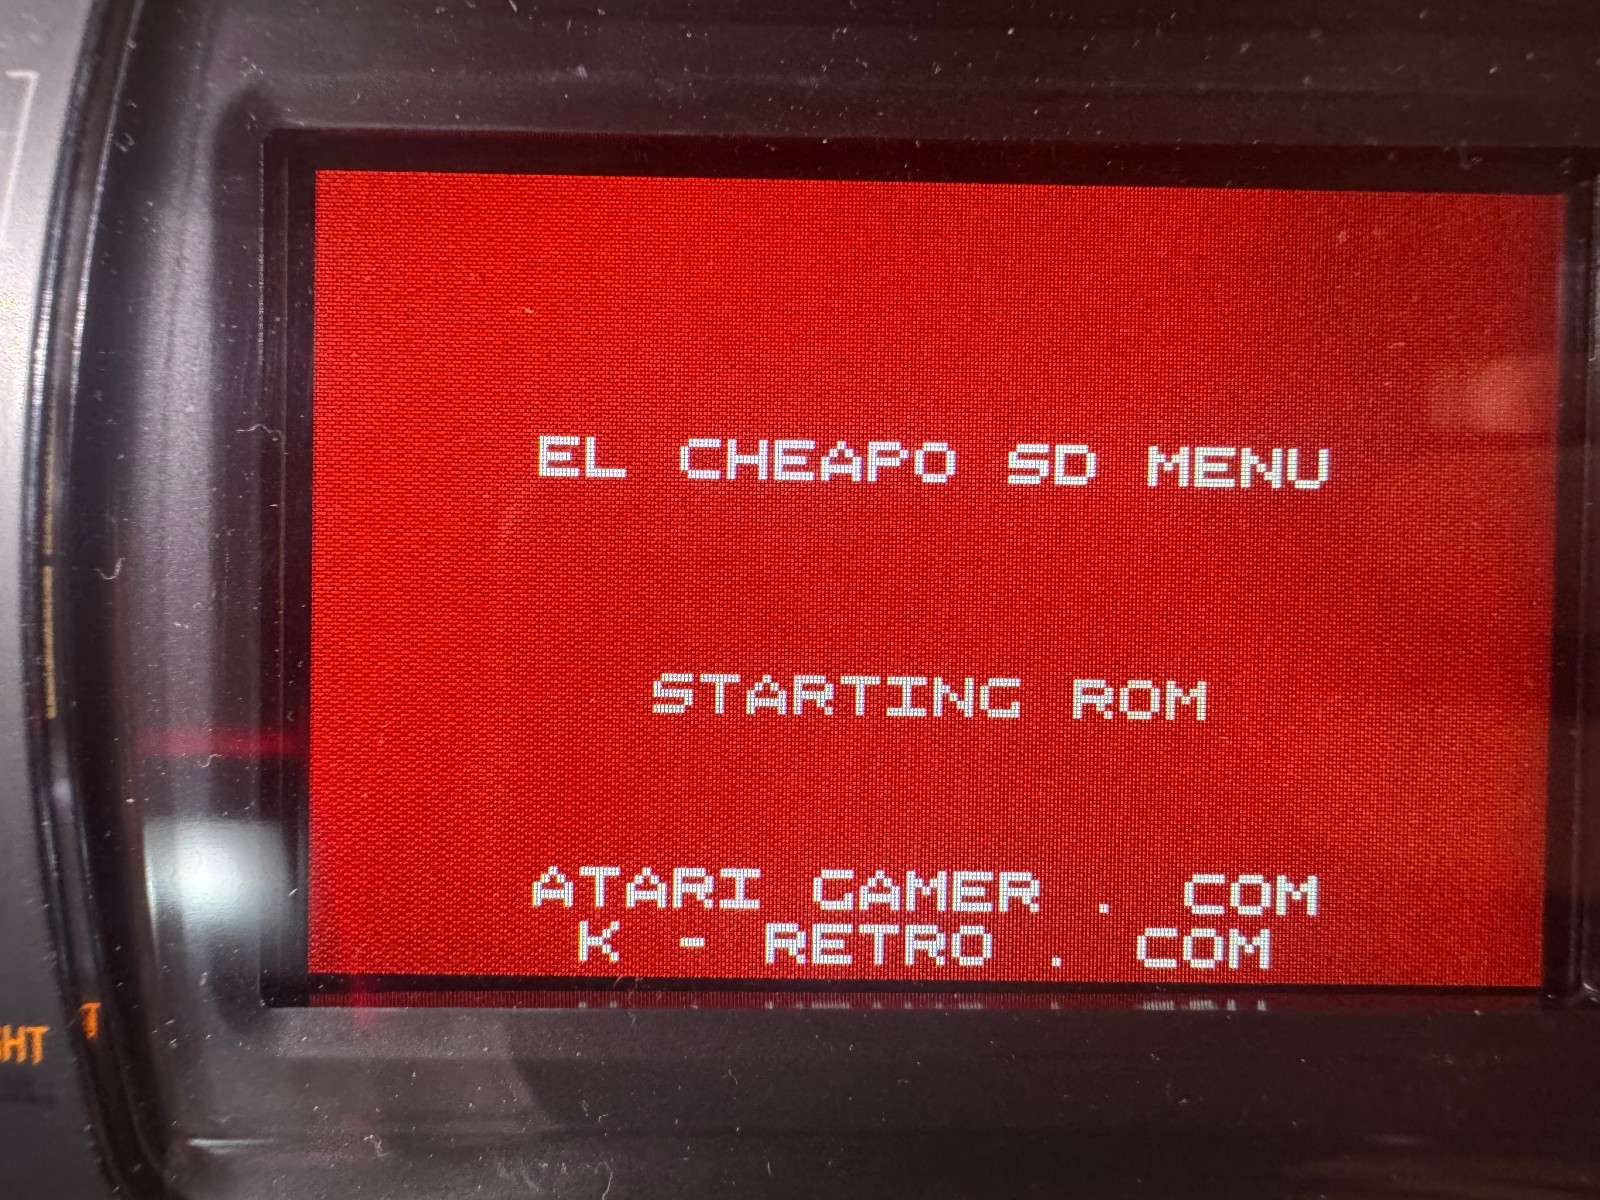 EL CHEAPO SD MENU
STARTING ROM
ATARI GAMER . COM
K - RETRO . COM